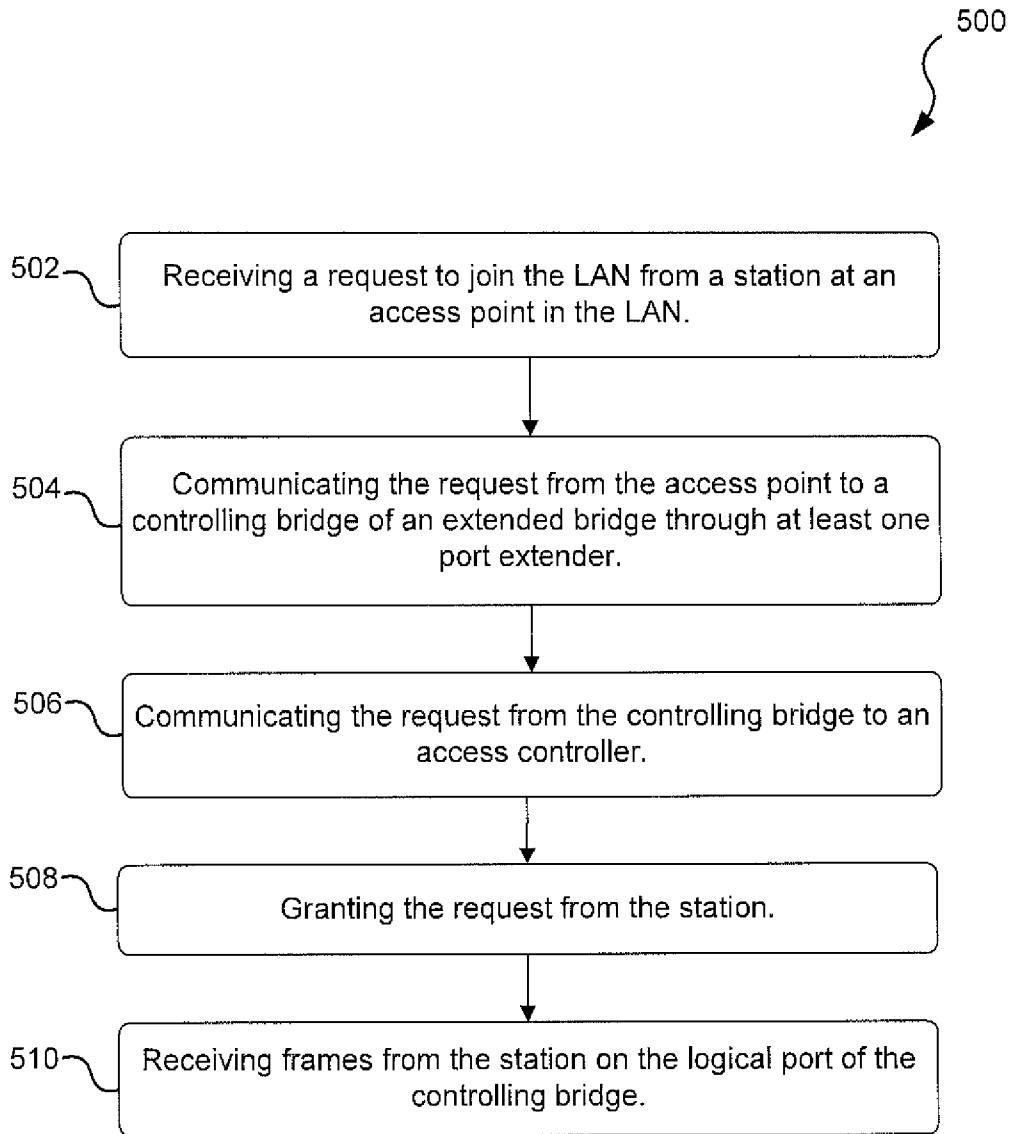 500
502
Receiving a request to join the LAN from a station at an
access point in the LAN.
504
Communicating the request from the access point to a
controlling bridge of an extended bridge through at least one
port extender.
506
Communicating the request from the controlling bridge to an
access controller.
508
Granting the request from the station.
510
Receiving frames from the station on the logical port of the
controlling bridge.